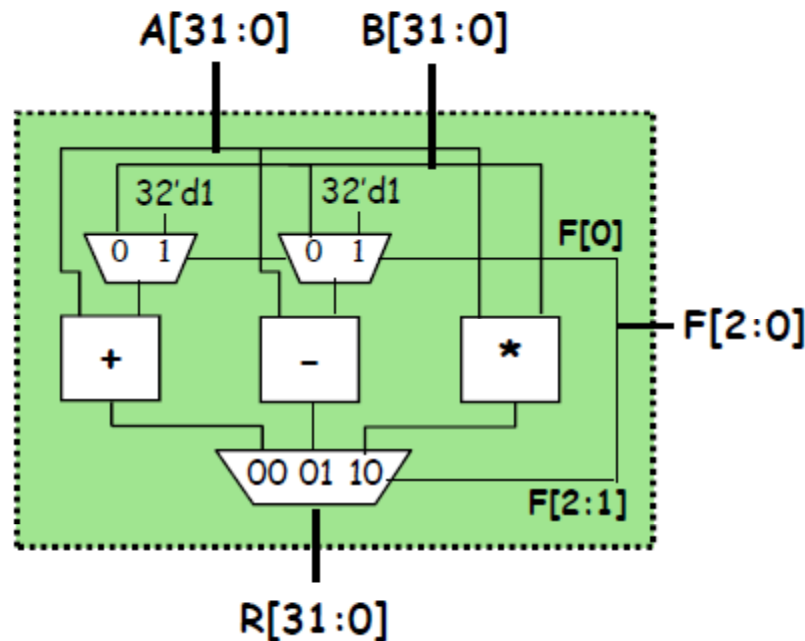 A[31:0] B[31:0]
32'd1 32'd1
0 1 0 1 F[0]
F[2:0]
+ - *
00 01 10
F[2:1]
R[31:0]